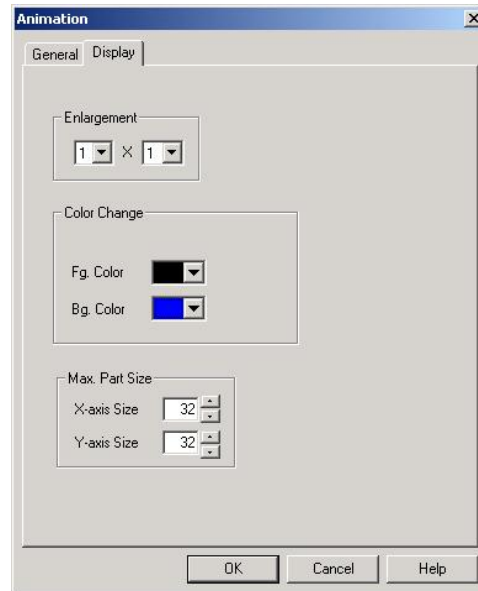 Animation
General Display
Enlargement
1 X 1
Color Change
Fg. Color
Bg. Color
Max. Part Size
X-axis Size 32
Y-axis Size 32
OK Cancel Help